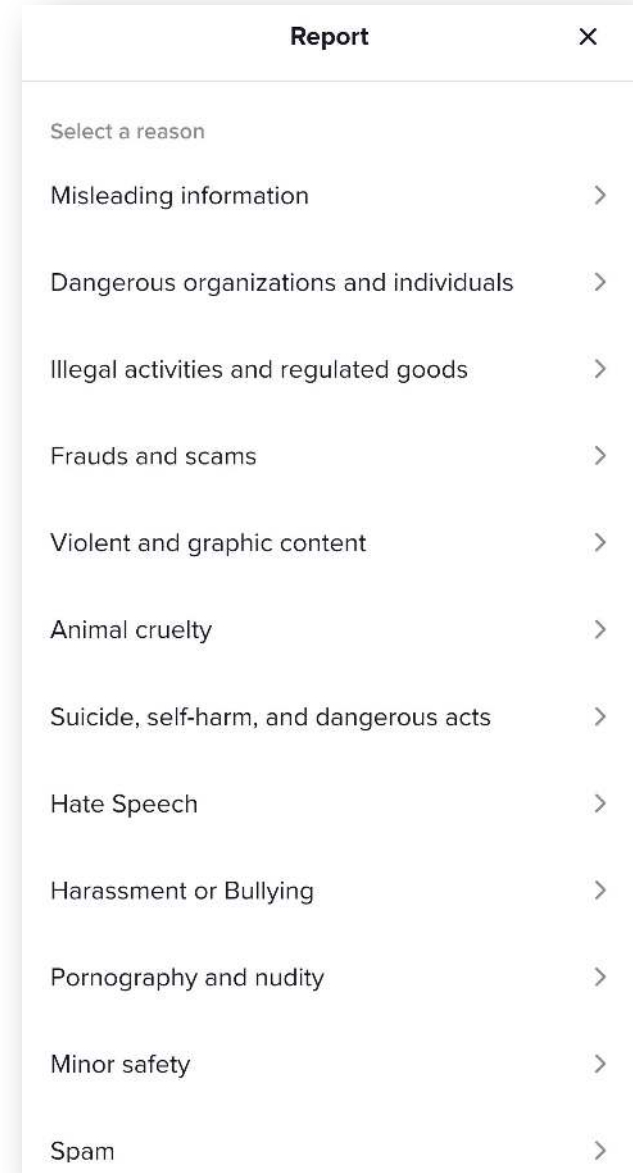 Report
Select a reason
Misleading information
Dangerous organizations and individuals
Illegal activities and regulated goods
Frauds and scams
Violent and graphic content
Animal cruelty
Suicide, self-harm, and dangerous acts
Hate Speech
Harassment or Bullying
Pornography and nudity
Minor safety
Spam